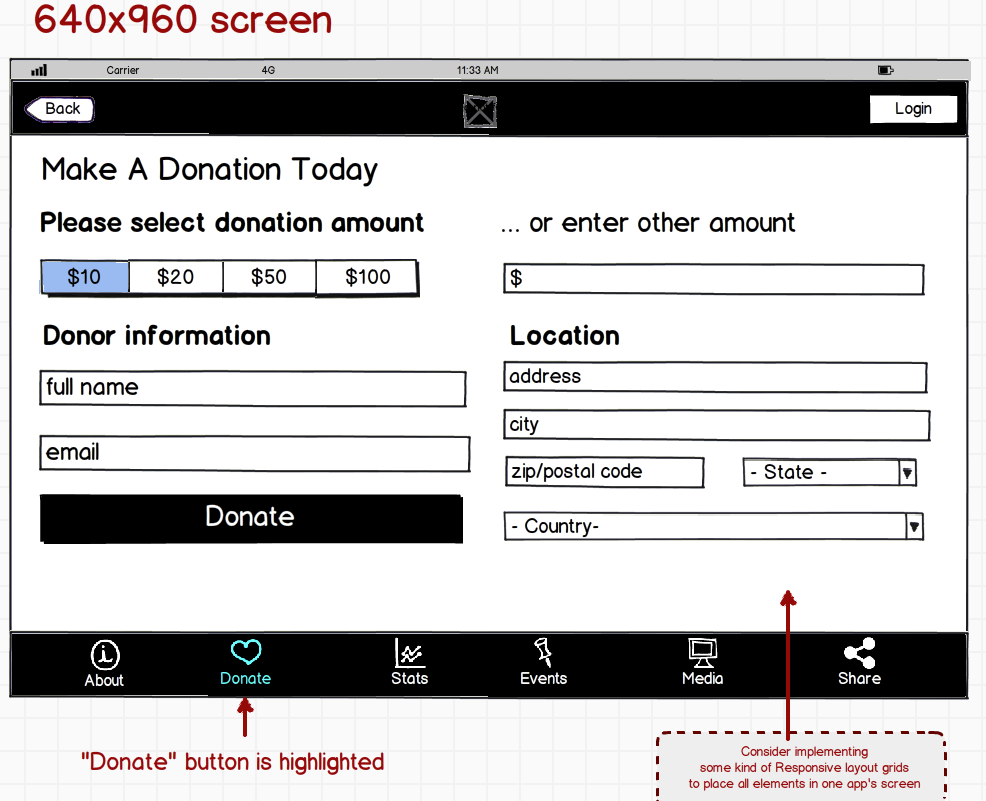 640x960 screen
Carrier 4G 11:33 AM
Back Login
Make A Donation Today
Please select donation amount
... or enter other amount
$10 $20 $50 $100
$
Donor information
full name
email
Donate
Location
address
city
zip/postal code
- State -
- Country-
About Donate Stats Events Media Share
"Donate" button is highlighted
Consider implementing
some kind of Responsive layout grids
to place all elements in one app's screen